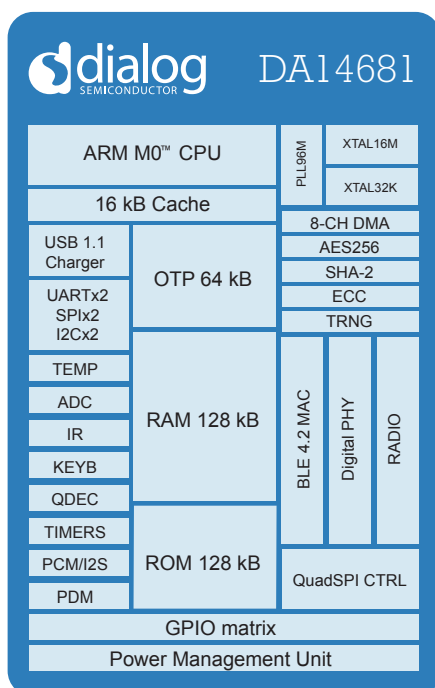 dialog
SEMICONDUCTOR
DA14681
ARM M0™ CPU
16 kB Cache
PLL96M
XTAL16M
XTAL32K
USB 1.1
Charger
UARTx2
SPIx2
I2Cx2
TEMP
ADC
IR
KEYB
QDEC
TIMERS
PCM/I2S
PDM
OTP 64 kB
RAM 128 kB
ROM 128 kB
8-CH DMA
AES256
SHA-2
ECC
TRNG
BLE 4.2 MAC
Digital PHY
RADIO
QuadSPI CTRL
GPIO matrix
Power Management Unit